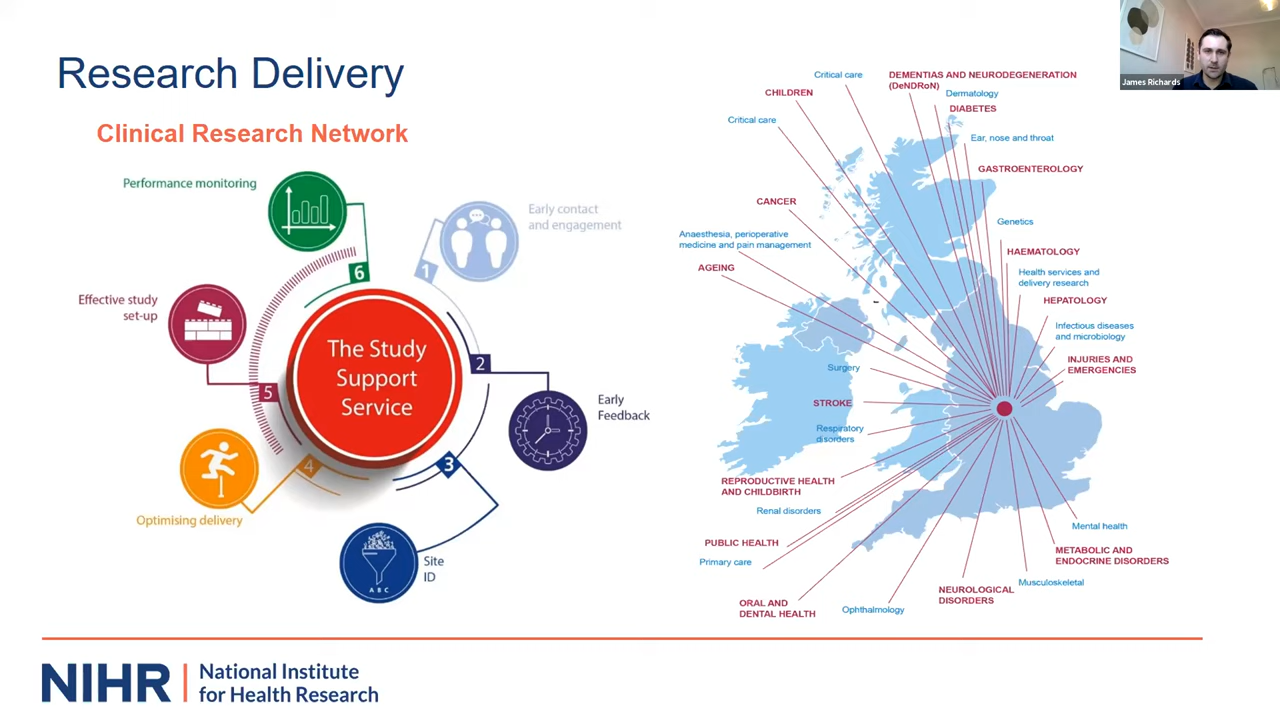 Research Delivery
Clinical Research Network
Performance monitoring
6
Early contact
and engagement
1
Effective study
set-up
5
The Study
Support
Service
2
Early
Feedback
4
3
Optimising delivery
Site
ID
A B C
Critical care
DEMENTIAS AND NEURODEGENERATION
(DeNDRoN)
CHILDREN
Dermatology
DIABETES
Critical care
Ear, nose and throat
GASTROENTEROLOGY
CANCER
Genetics
Anaesthesia, perioperative
medicine and pain management
HAEMATOLOGY
AGEING
Health services and
delivery research
HEPATOLOGY
Infectious diseases
and microbiology
Surgery
INJURIES AND
EMERGENCIES
STROKE
Respiratory
disorders
REPRODUCTIVE HEALTH
AND CHILDBIRTH
Renal disorders
Mental health
PUBLIC HEALTH
METABOLIC AND
ENDOCRINE DISORDERS
Primary care
Musculoskeletal
NEUROLOGICAL
DISORDERS
ORAL AND
DENTAL HEALTH
Ophthalmology
James Richards
NIHR
National Institute
for Health Research